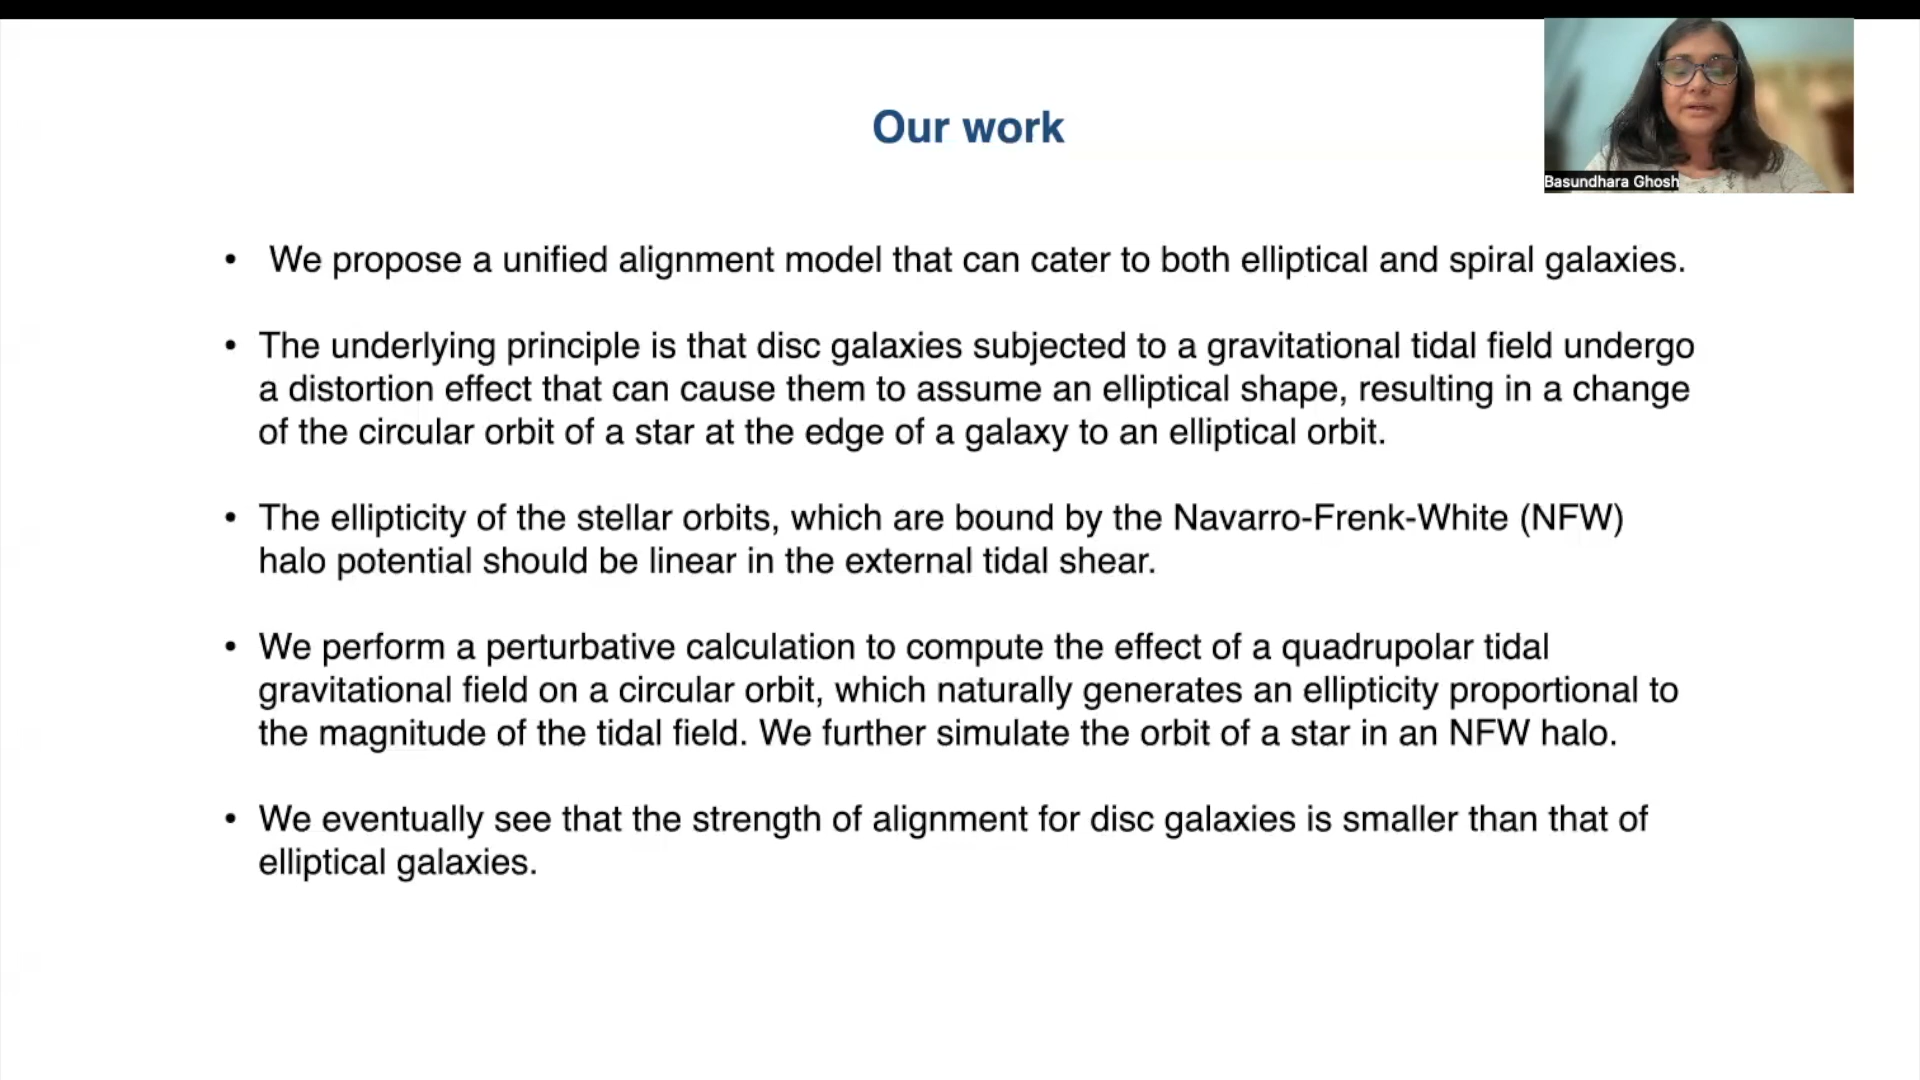 Our work
Basundhara Ghosh
• We propose a unified alignment model that can cater to both elliptical and spiral galaxies.
• The underlying principle is that disc galaxies subjected to a gravitational tidal field undergo
a distortion effect that can cause them to assume an elliptical shape, resulting in a change
of the circular orbit of a star at the edge of a galaxy to an elliptical orbit.
• The ellipticity of the stellar orbits, which are bound by the Navarro-Frenk-White (NFW)
halo potential should be linear in the external tidal shear.
• We perform a perturbative calculation to compute the effect of a quadrupolar tidal
gravitational field on a circular orbit, which naturally generates an ellipticity proportional to
the magnitude of the tidal field. We further simulate the orbit of a star in an NFW halo.
• We eventually see that the strength of alignment for disc galaxies is smaller than that of
elliptical galaxies.